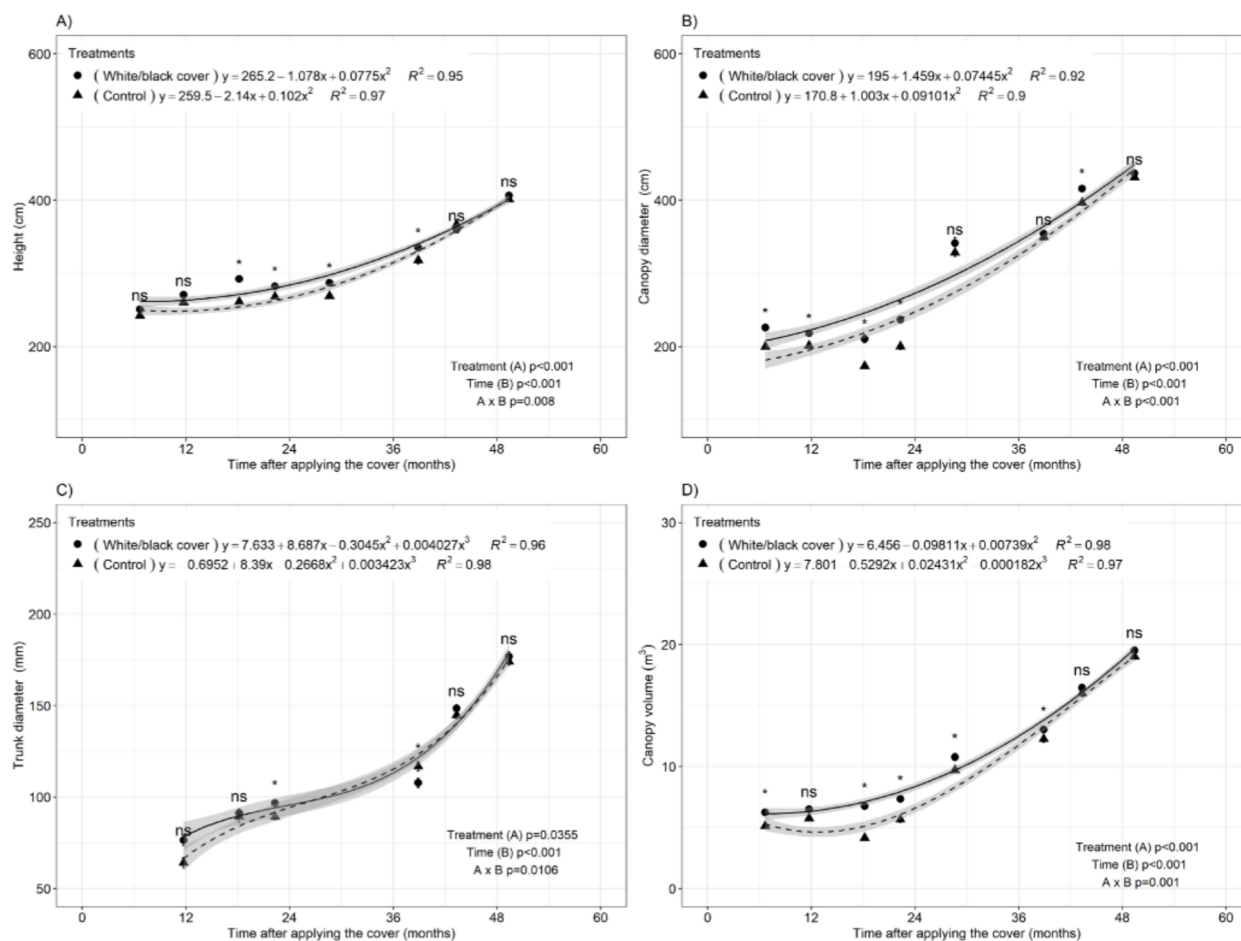 A)
Treatments
( White/black cover ) y = 265.2 − 1.078x + 0.0775x² R² = 0.95
( Control ) y = 259.5 − 2.14x + 0.102x² R² = 0.97
600
400
200
Height (cm)
ns
ns
*
*
*
*
ns
ns
Treatment (A) p<0.001
Time (B) p<0.001
A x B p=0.008
0 12 24 36 48 60
Time after applying the cover (months)
B)
Treatments
( White/black cover ) y = 195 + 1.459x + 0.07445x² R² = 0.92
( Control ) y = 170.8 + 1.003x + 0.09101x² R² = 0.9
600
400
200
Canopy diameter (cm)
*
*
*
*
ns
ns
*
ns
Treatment (A) p<0.001
Time (B) p<0.001
A x B p<0.001
0 12 24 36 48 60
Time after applying the cover (months)
C)
Treatments
( White/black cover ) y = 7.633 + 8.687x − 0.3045x² + 0.004027x³ R² = 0.96
( Control ) y = − 0.6952 + 8.39x − 0.2668x² + 0.003423x³ R² = 0.98
250
200
150
100
50
Trunk diameter (mm)
ns
ns
*
*
ns
ns
Treatment (A) p=0.0355
Time (B) p<0.001
A x B p=0.0106
0 12 24 36 48 60
Time after applying the cover (months)
D)
Treatments
( White/black cover ) y = 6.456 − 0.09811x + 0.00739x² R² = 0.98
( Control ) y = 7.801 − 0.5292x + 0.02431x² − 0.000182x³ R² = 0.97
30
20
10
0
Canopy volume (m³)
*
ns
*
*
*
*
ns
ns
Treatment (A) p<0.001
Time (B) p<0.001
A x B p=0.001
0 12 24 36 48 60
Time after applying the cover (months)